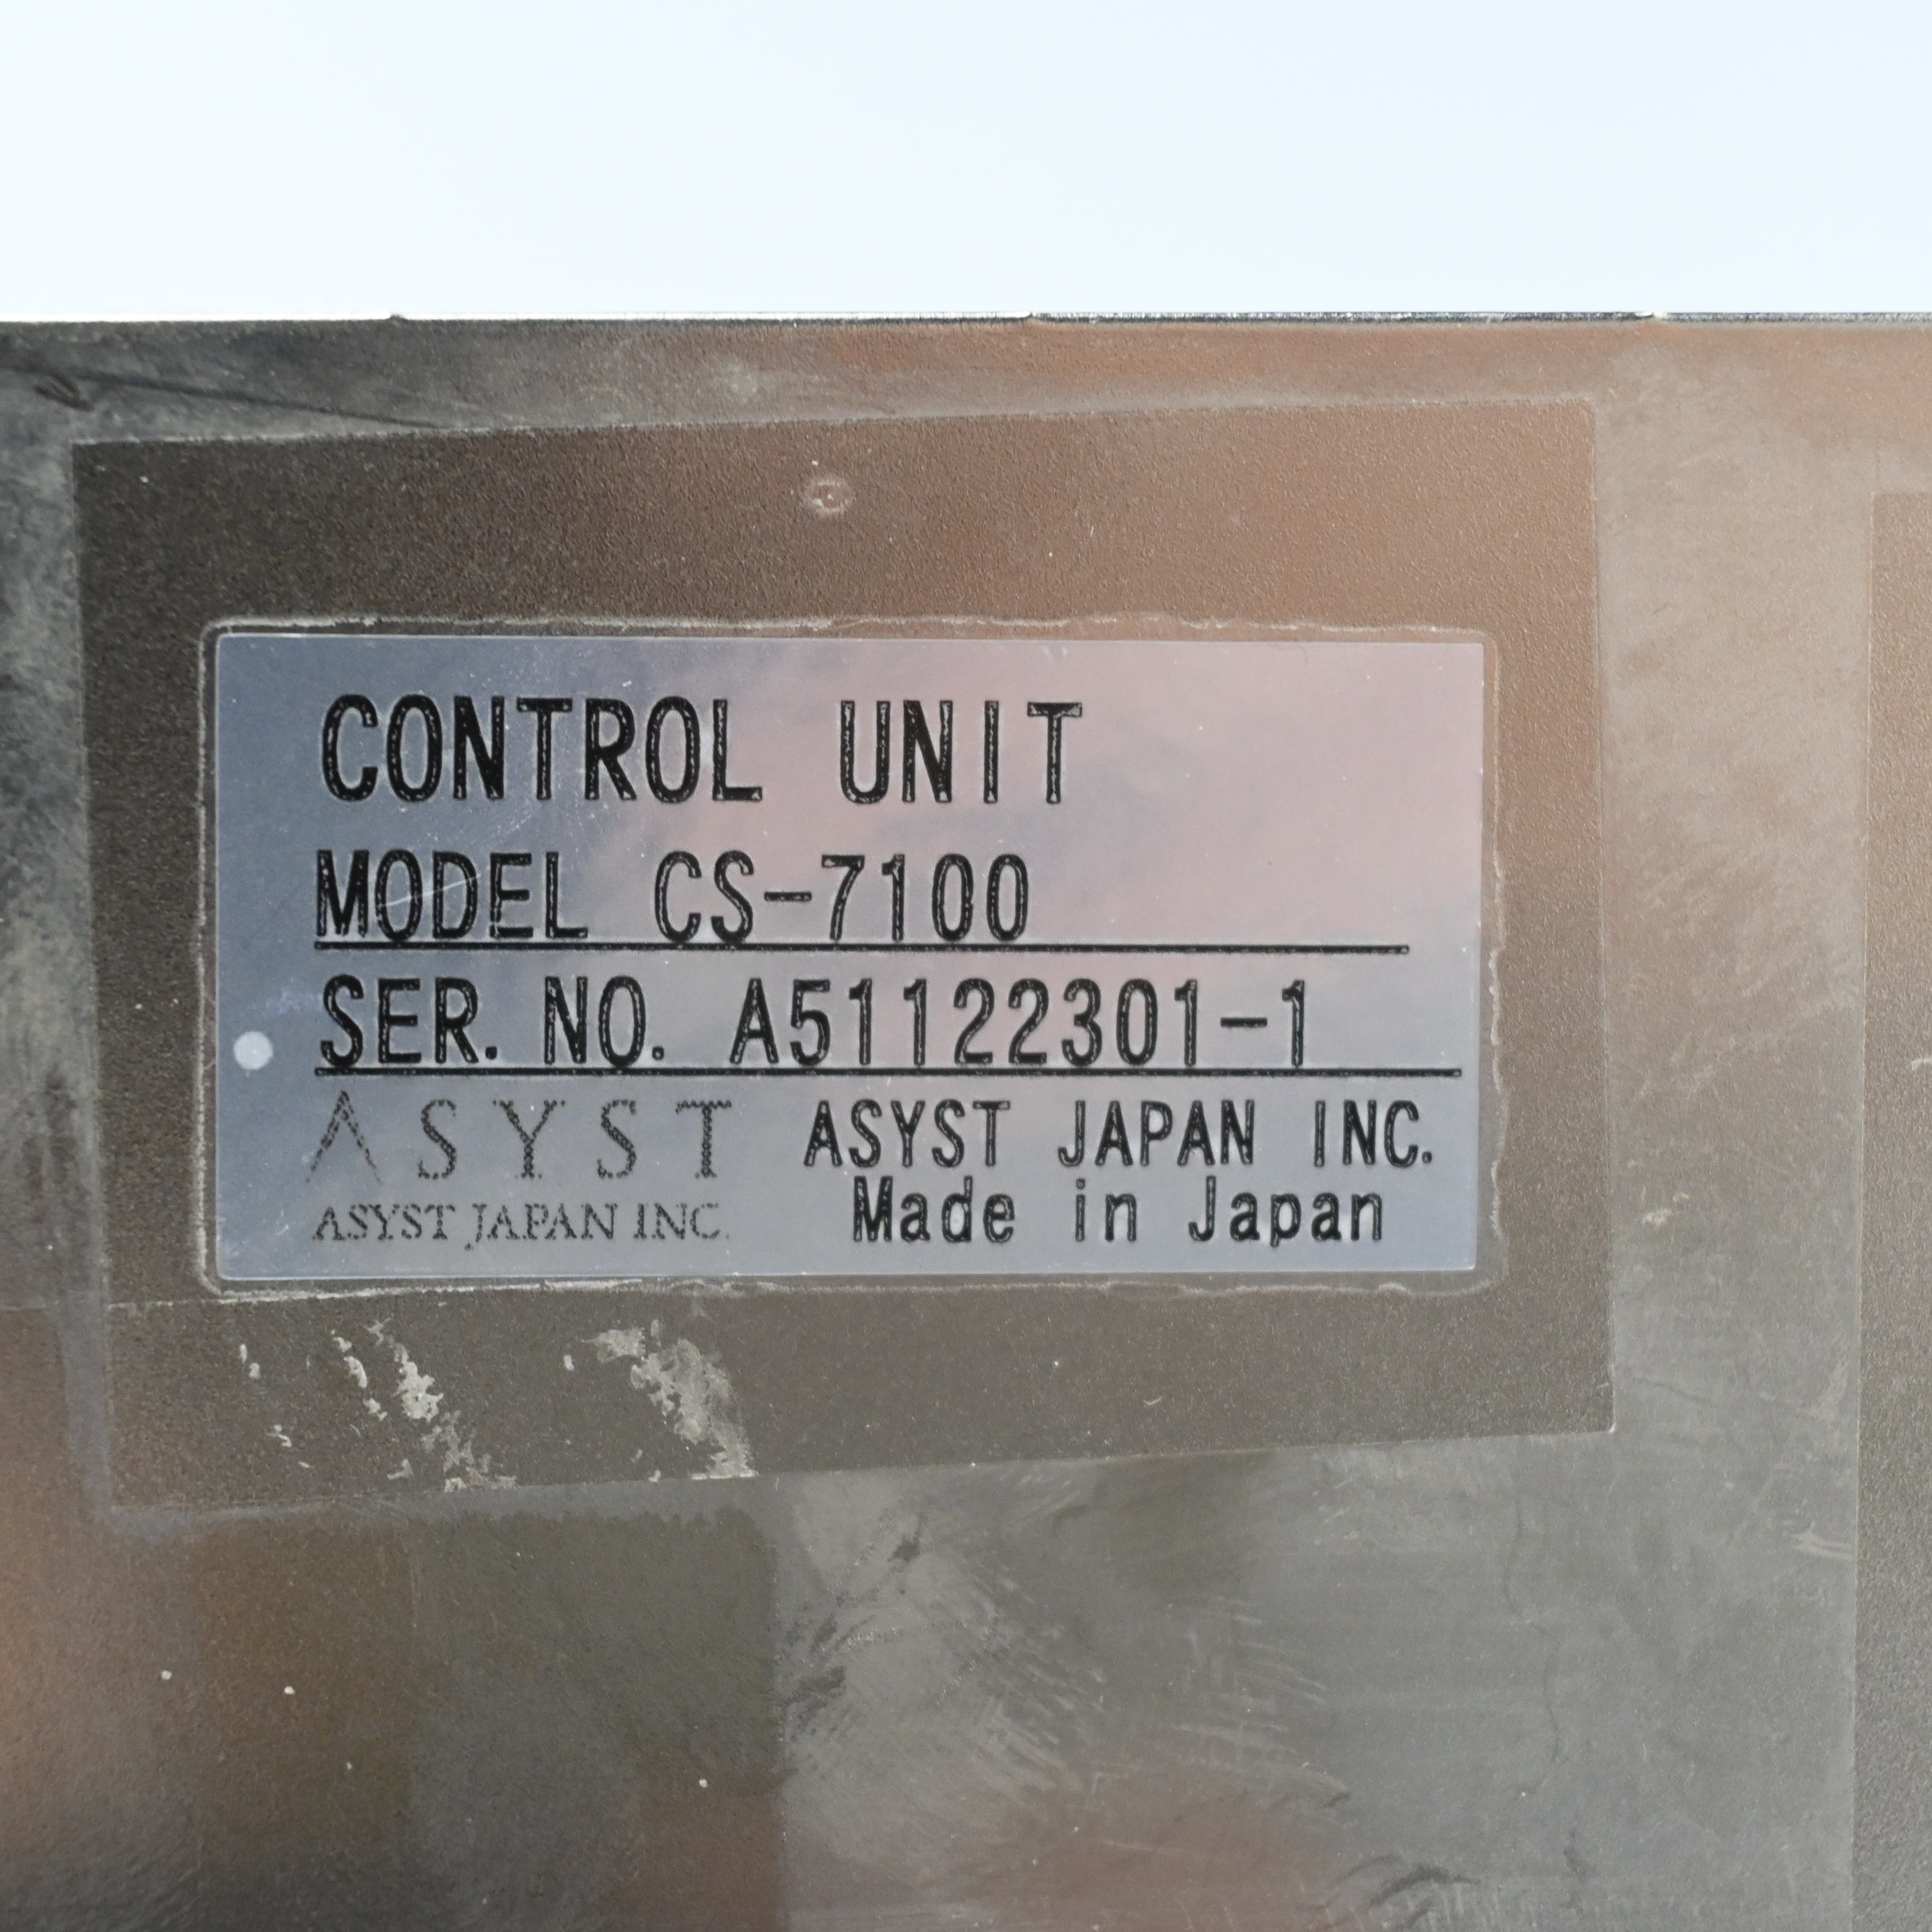 CONTROL UNIT
MODEL CS-7100
SER. NO. A51122301-1
ASYST
ASYST JAPAN INC.
ASYST JAPAN INC.
Made in Japan